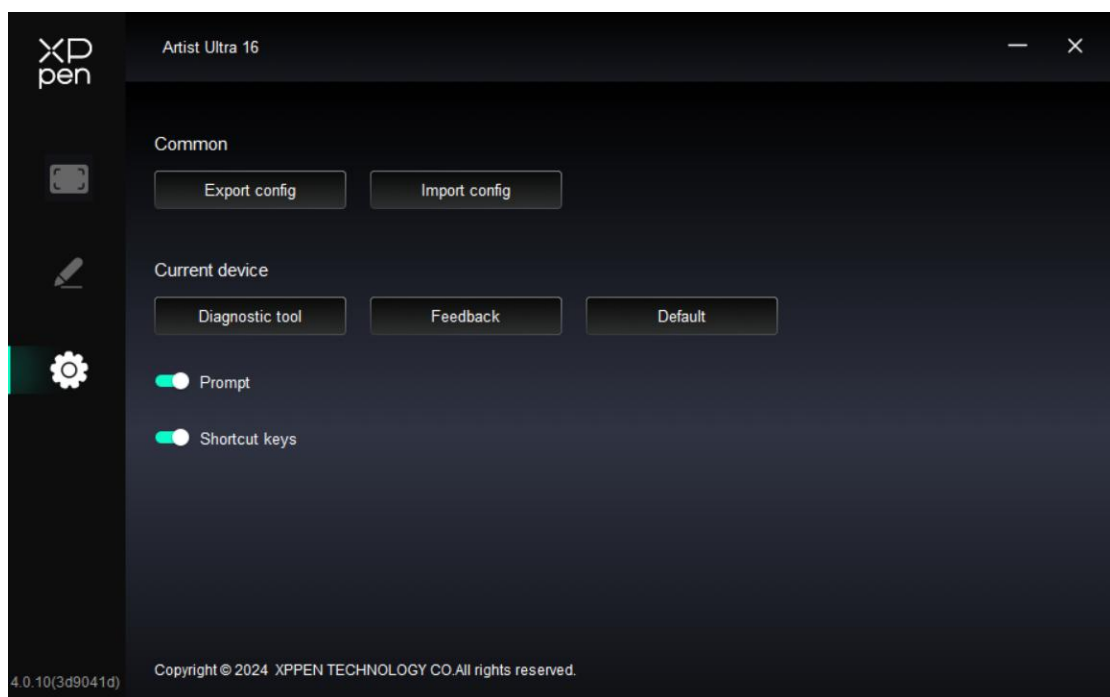 XP
pen
Artist Ultra 16
Common
Export config
Import config
Current device
Diagnostic tool
Feedback
Default
Prompt
Shortcut keys
Copyright © 2024 XPPEN TECHNOLOGY CO.All rights reserved.
4.0.10(3d9041d)